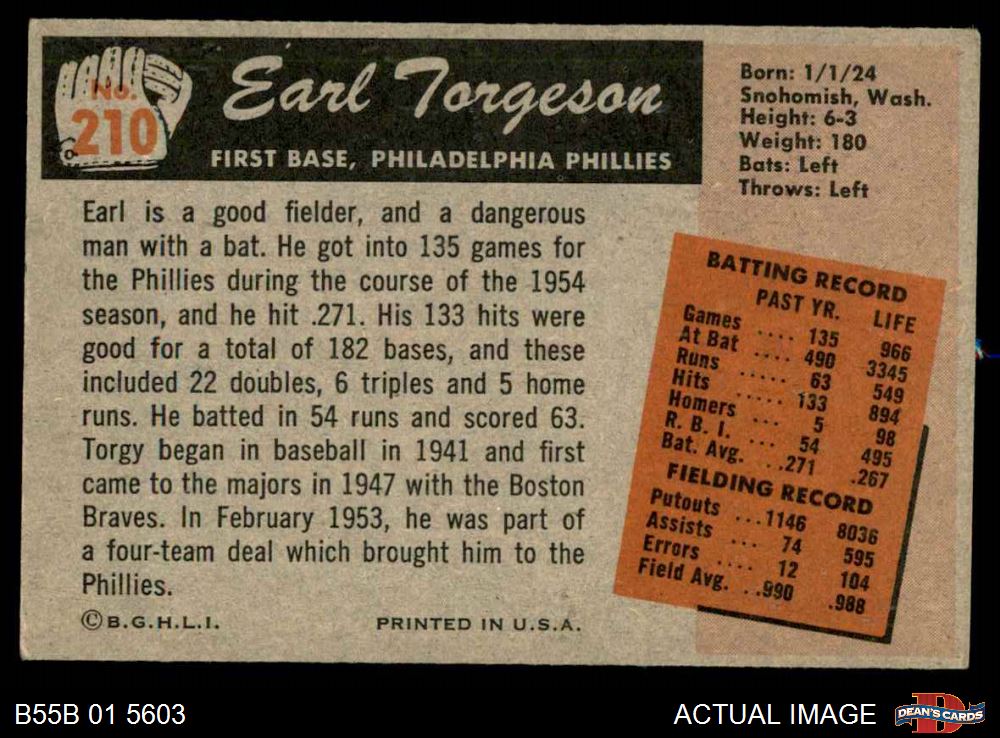 No.
210
Earl Torgeson
FIRST BASE, PHILADELPHIA PHILLIES
Born: 1/1/24
Snohomish, Wash.
Height: 6-3
Weight: 180
Bats: Left
Throws: Left
Earl is a good fielder, and a dangerous
man with a bat. He got into 135 games for
the Phillies during the course of the 1954
season, and he hit .271. His 133 hits were
good for a total of 182 bases, and these
included 22 doubles, 6 triples and 5 home
runs. He batted in 54 runs and scored 63.
Torgy began in baseball in 1941 and first
came to the majors in 1947 with the Boston
Braves. In February 1953, he was part of
a four-team deal which brought him to the
Phillies.
©B.G.H.L.I. PRINTED IN U.S.A.
BATTING RECORD
PAST YR. LIFE
Games .... 135 966
At Bat .... 490 3345
Runs ..... 63 549
Hits ..... 133 894
Homers ... 5 98
R. B. I. ... 54 495
Bat. Avg. ..271 .267
FIELDING RECORD
Putouts ...1146 8036
Assists ... 74 595
Errors .... 12 104
Field Avg. ..990 .988
B55B 01 5603
ACTUAL IMAGE
D
DEAN'S CARDS